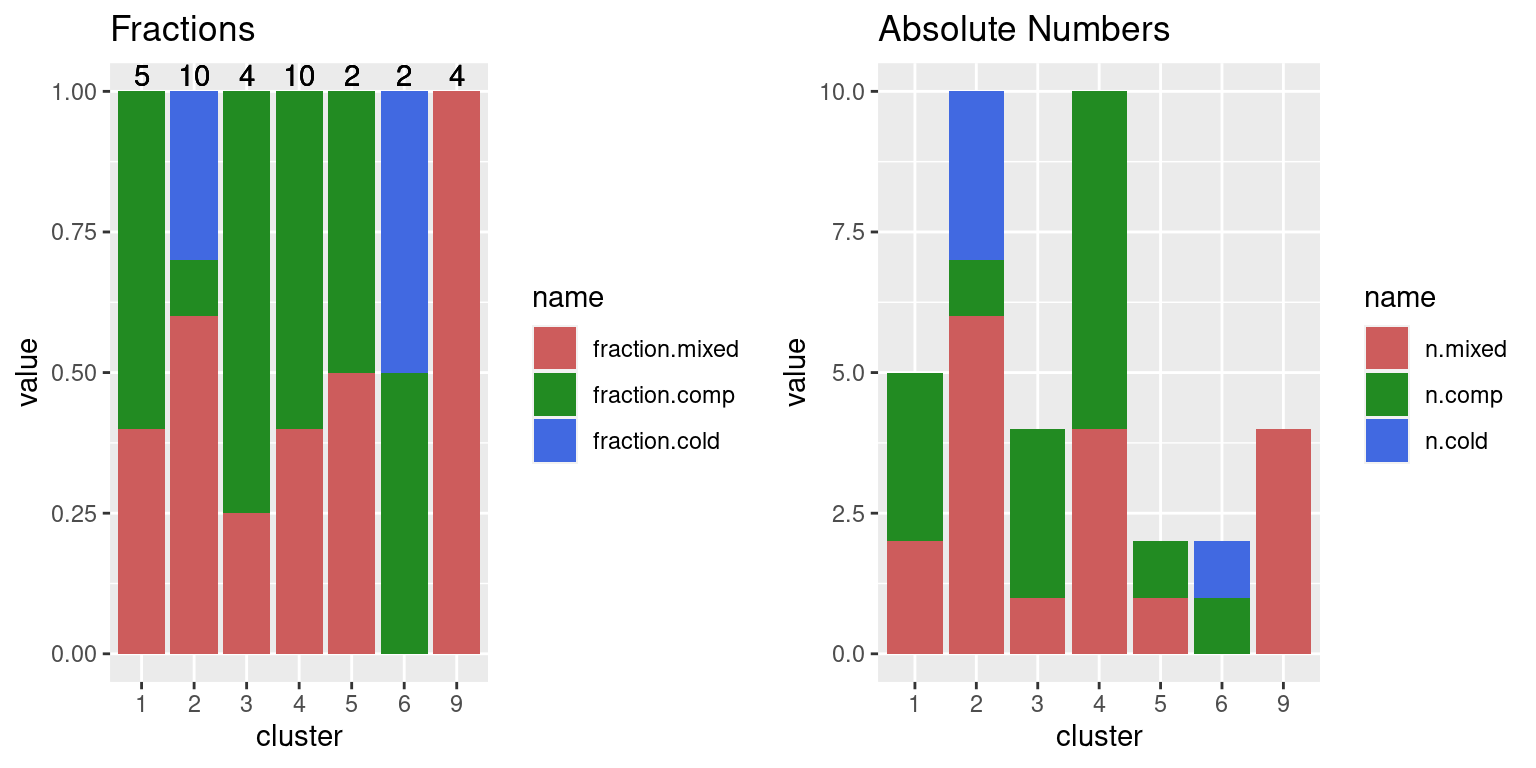 Fractions
5 10 4 10 2 2 4
1.00
0.75
0.50
0.25
0.00
value
1 2 3 4 5 6 9
cluster
name
fraction.mixed
fraction.comp
fraction.cold
Absolute Numbers
10.0
7.5
5.0
2.5
0.0
value
1 2 3 4 5 6 9
cluster
name
n.mixed
n.comp
n.cold